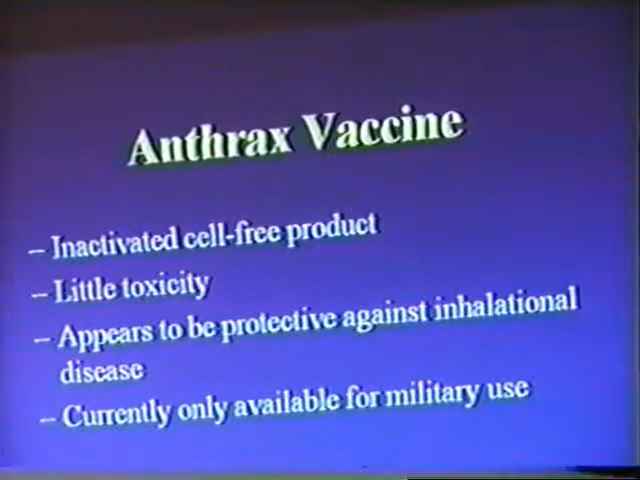 Anthrax Vaccine
– Inactivated cell-free product
– Little toxicity
– Appears to be protective against inhalational
disease
– Currently only available for military use